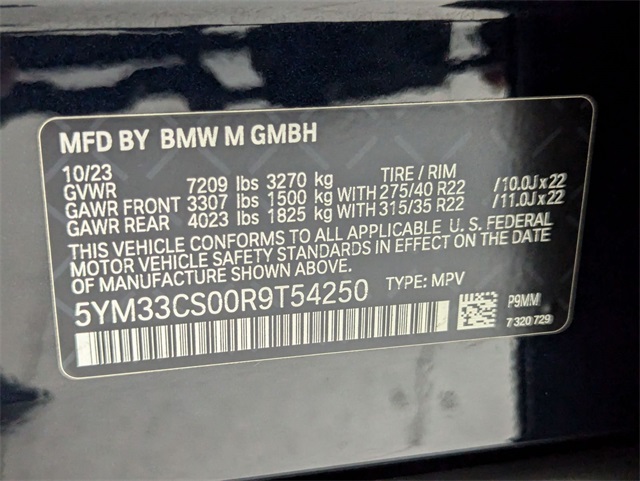 MFD BY BMW M GMBH
10/23 TIRE / RIM
GVWR 7209 lbs 3270 kg
GAWR FRONT 3307 lbs 1500 kg WITH 275/40 R22 /10.0J x 22
GAWR REAR 4023 lbs 1825 kg WITH 315/35 R22 /11.0J x 22
THIS VEHICLE CONFORMS TO ALL APPLICABLE U. S. FEDERAL
MOTOR VEHICLE SAFETY STANDARDS IN EFFECT ON THE DATE
OF MANUFACTURE SHOWN ABOVE.
5YM33CS00R9T54250 TYPE: MPV
P9MM
7 320 729